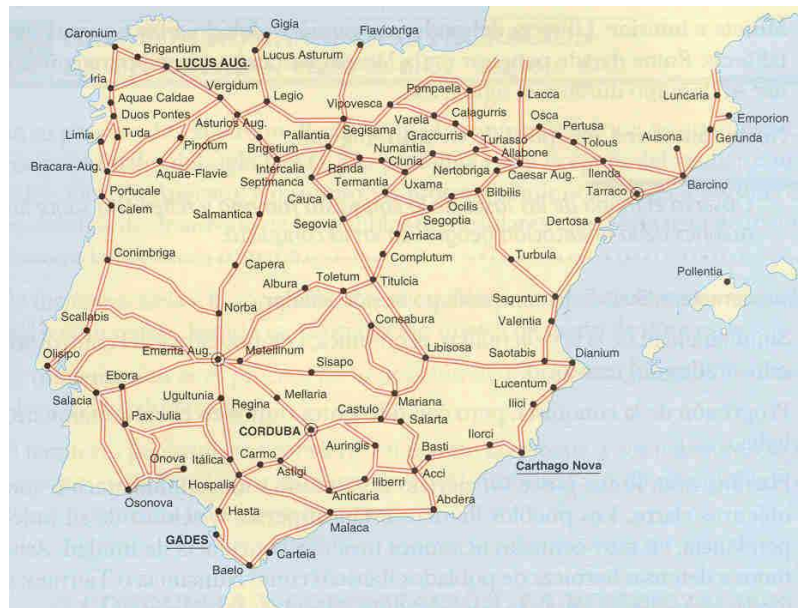 Gigia
Flaviobriga
Caronium
Brigantium
Lucus Asturum
LUCUS AUG.
Iria
Vergidum
Legio
Pompaela
Lacca
Luncaria
Aquae Caldae
Vipovesca
Calagurris
Osca
Duos Pontes
Varela
Pertusa
Emporion
Asturios Aug.
Pallantia
Segisama
Graccurris
Turiasso
Tolous
Ausona
Gerunda
Limia
Tuda
Pinctum
Brigetium
Numantia
Allabone
Intercalia
Randa
Clunia
Bracara-Aug.
Aquae-Flavie
Septimanca
Termantia
Uxama
Nertobriga
Caesar Aug.
Ilenda
Tarraco
Barcino
Portucale
Cauca
Bilbilis
Calem
Salmantica
Ocilis
Segovia
Segoptia
Dertosa
Arriaca
Conimbriga
Capera
Complutum
Turbula
Toletum
Albura
Titulcia
Pollentia
Norba
Saguntum
Scallabis
Consabura
Valentia
Olisipo
Emerita Aug.
Metellinum
Libisosa
Saotabis
Dianium
Ebora
Sisapo
Salacia
Ugultunia
Mellaria
Mariana
Lucentum
Regina
Ilici
Pax-Julia
Castulo
Salarta
CORDUBA
Auringis
Ilorci
Basti
Onova
Itálica
Carmo
Carthago Nova
Hospalis
Astigi
Iliberri
Acci
Osonova
Anticaria
Hasta
Abdera
Malaca
GADES
Carteia
Baelo